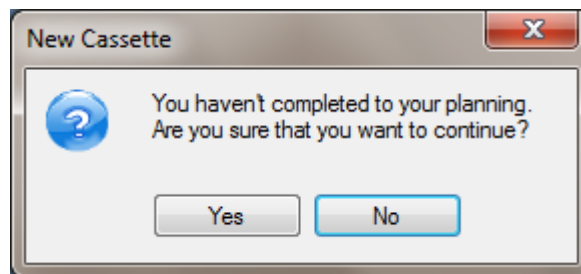 New Cassette
You haven't completed to your planning.
Are you sure that you want to continue?
Yes
No